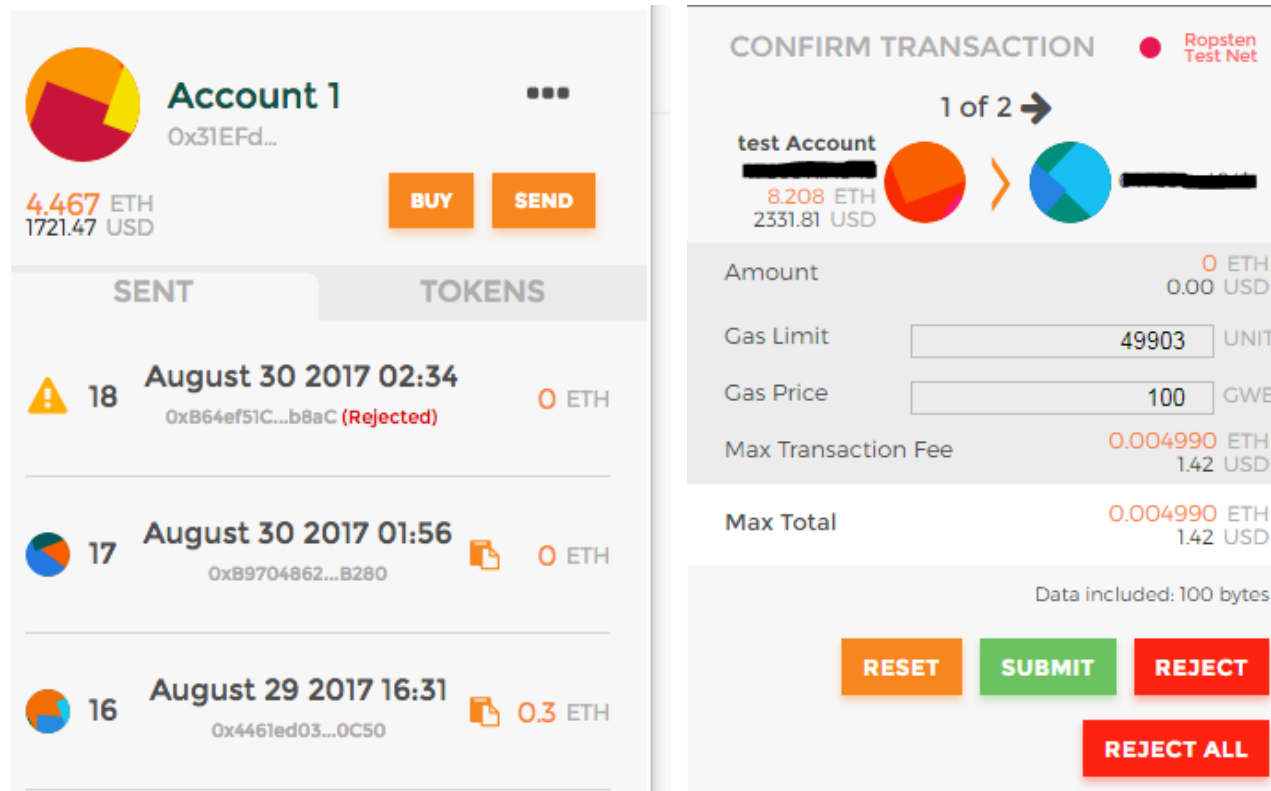 Account 1
0x31EFd...
4.467 ETH
1721.47 USD
BUY
SEND
SENT
TOKENS
18
August 30 2017 02:34
0xB64ef51C...b8aC (Rejected)
0 ETH
17
August 30 2017 01:56
0xB9704862...B280
0 ETH
16
August 29 2017 16:31
0x4461ed03...0C50
0.3 ETH
CONFIRM TRANSACTION
Ropsten
Test Net
1 of 2
test Account
8.208 ETH
2331.81 USD
Amount
0 ETH
0.00 USD
Gas Limit
49903 UNIT
Gas Price
100 GWE
Max Transaction Fee
0.004990 ETH
1.42 USD
Max Total
0.004990 ETH
1.42 USD
Data included: 100 bytes
RESET
SUBMIT
REJECT
REJECT ALL